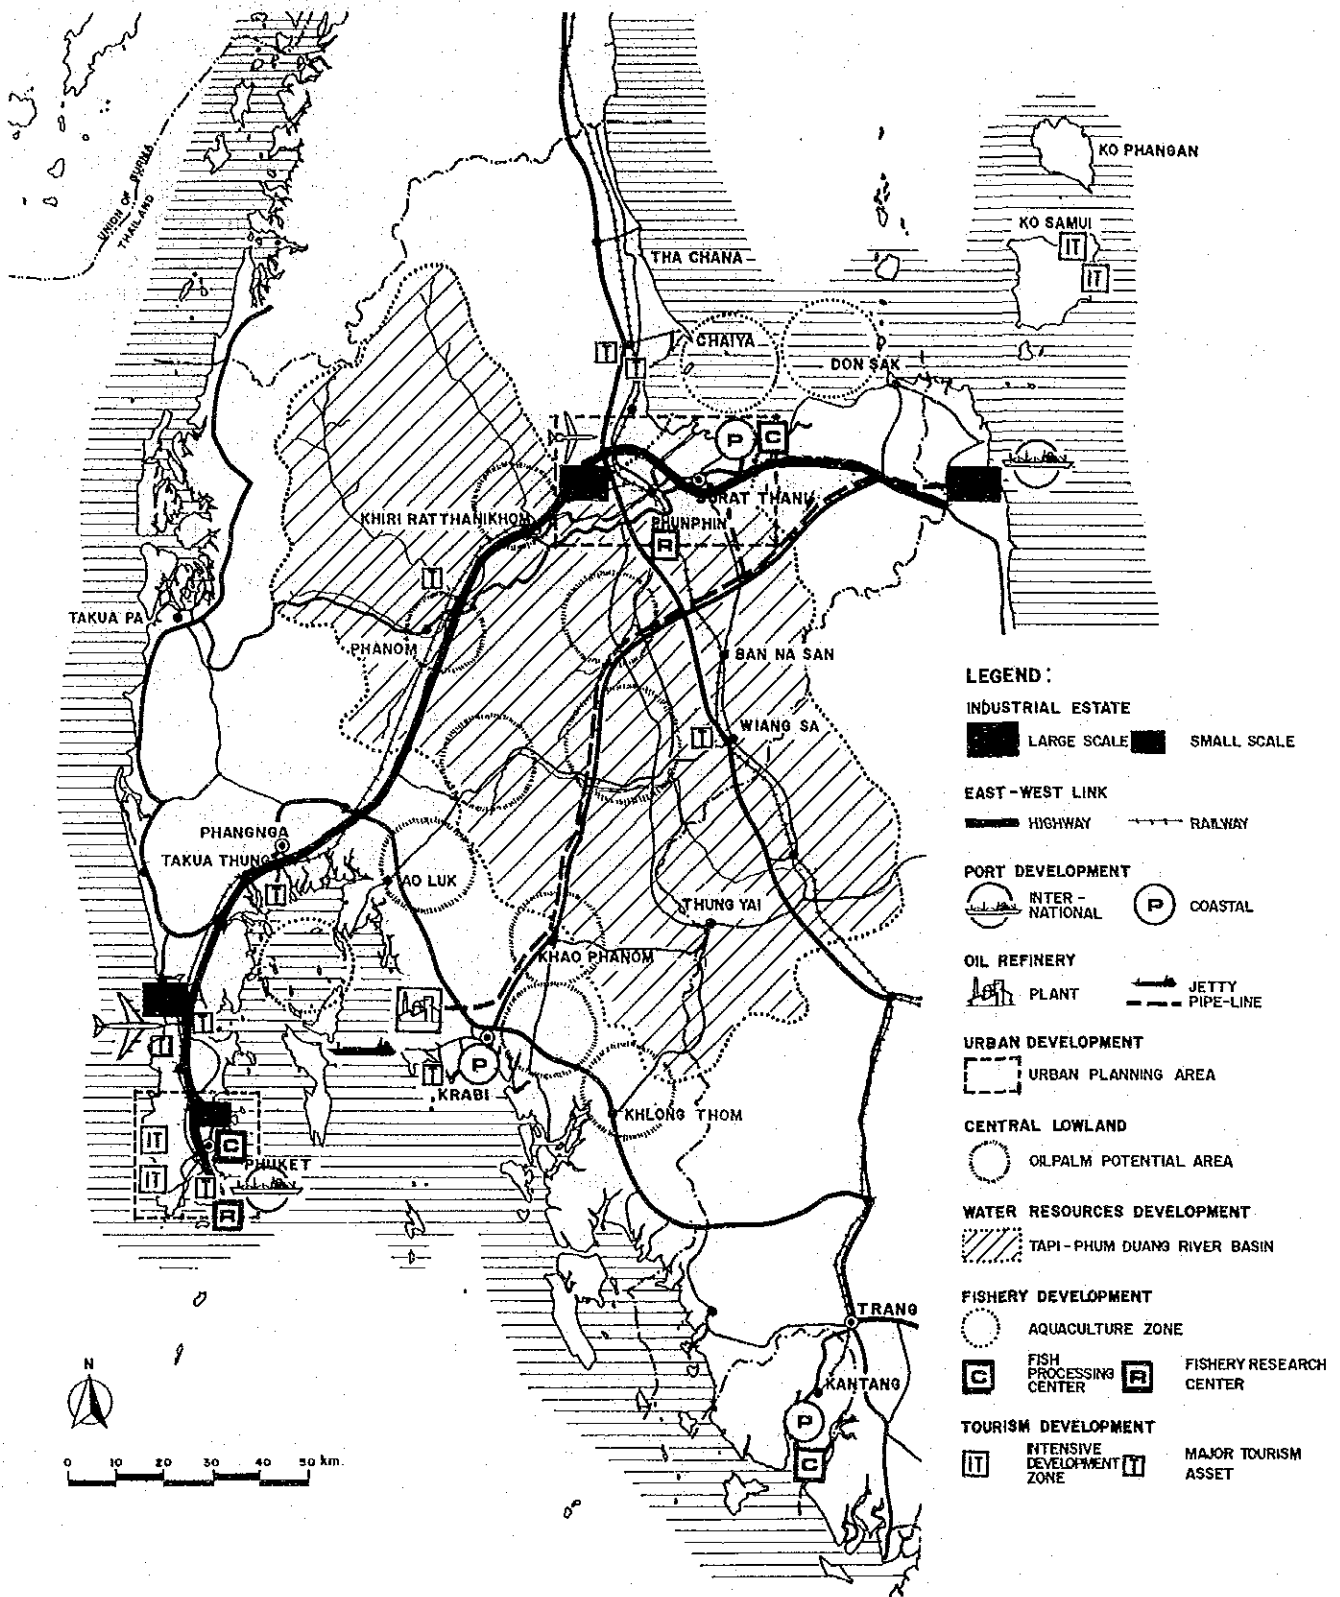 UNION OF BURMA
THAILAND
KO PHANGAN
KO SAMUI
IT
IT
THA CHANA
CHAIYA
T
T
DON SAK
P
C
SURAT THANI
KHIRI RATTHANIKHOM
PHUNPHIN
R
T
TAKUA PA
PHANOM
BAN NA SAN
T
WIANG SA
PHANGNGA
TAKUA THUNG
T
AO LUK
THUNG YAI
KHAO PHANOM
T
T
P
T
KRABI
KHLONG THOM
IT
C
IT
PHUKET
T
R
TRANG
KANTANG
P
C
N
0 10 20 30 40 50 km.
LEGEND :
INDUSTRIAL ESTATE
LARGE SCALE SMALL SCALE
EAST-WEST LINK
HIGHWAY RAILWAY
PORT DEVELOPMENT
INTER-
NATIONAL
P COASTAL
OIL REFINERY
PLANT
JETTY
PIPE-LINE
URBAN DEVELOPMENT
URBAN PLANNING AREA
CENTRAL LOWLAND
OILPALM POTENTIAL AREA
WATER RESOURCES DEVELOPMENT
TAPI-PHUM DUANG RIVER BASIN
FISHERY DEVELOPMENT
AQUACULTURE ZONE
C FISH
PROCESSING
CENTER
R FISHERY RESEARCH
CENTER
TOURISM DEVELOPMENT
IT INTENSIVE
DEVELOPMENT
ZONE
T MAJOR TOURISM
ASSET